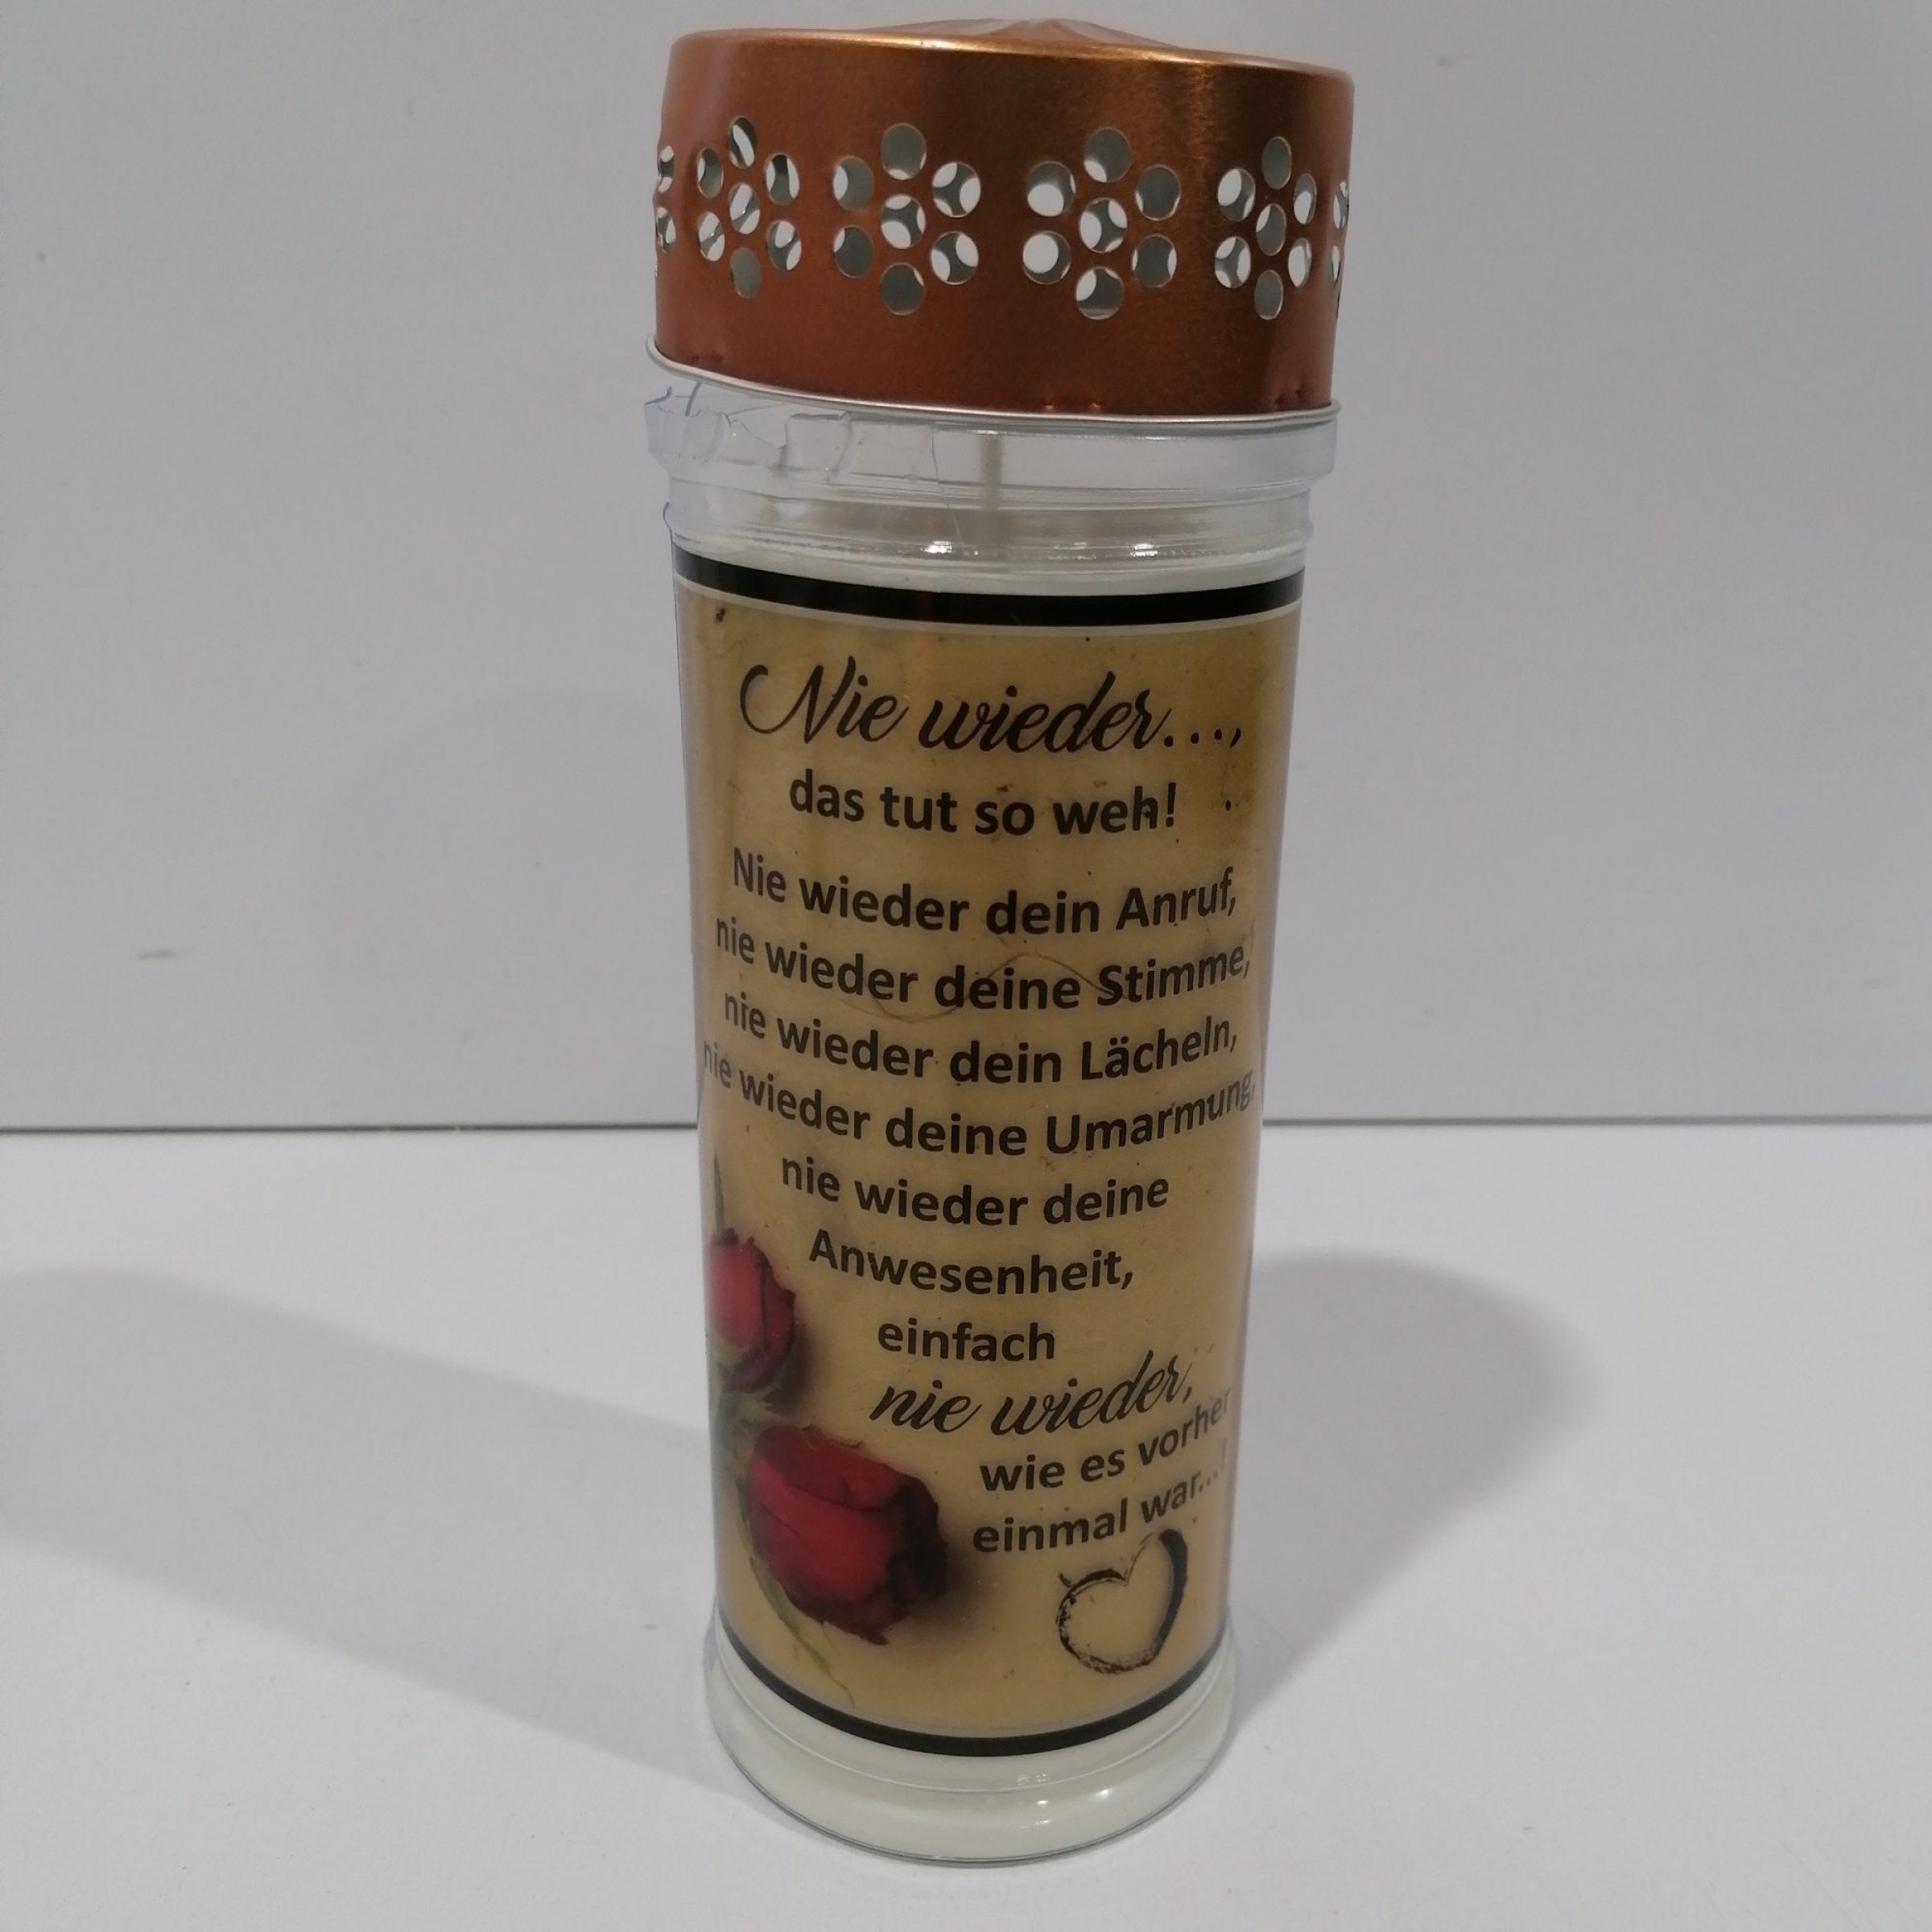 Nie wieder...,
das tut so weh!
Nie wieder dein Anruf,
nie wieder deine Stimme,
nie wieder dein Lächeln,
nie wieder deine Umarmung,
nie wieder deine
Anwesenheit,
einfach
nie wieder,
wie es vorher
einmal war...!